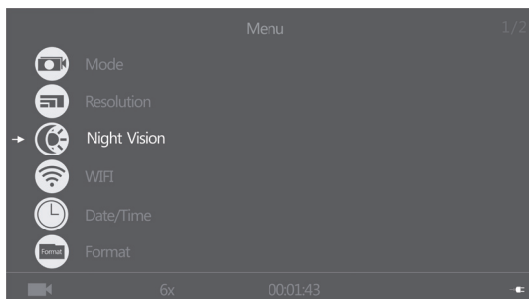 Menu
1/2
Mode
Resolution
Night Vision
WIFI
Date/Time
Format
Format
6x
00:01:43